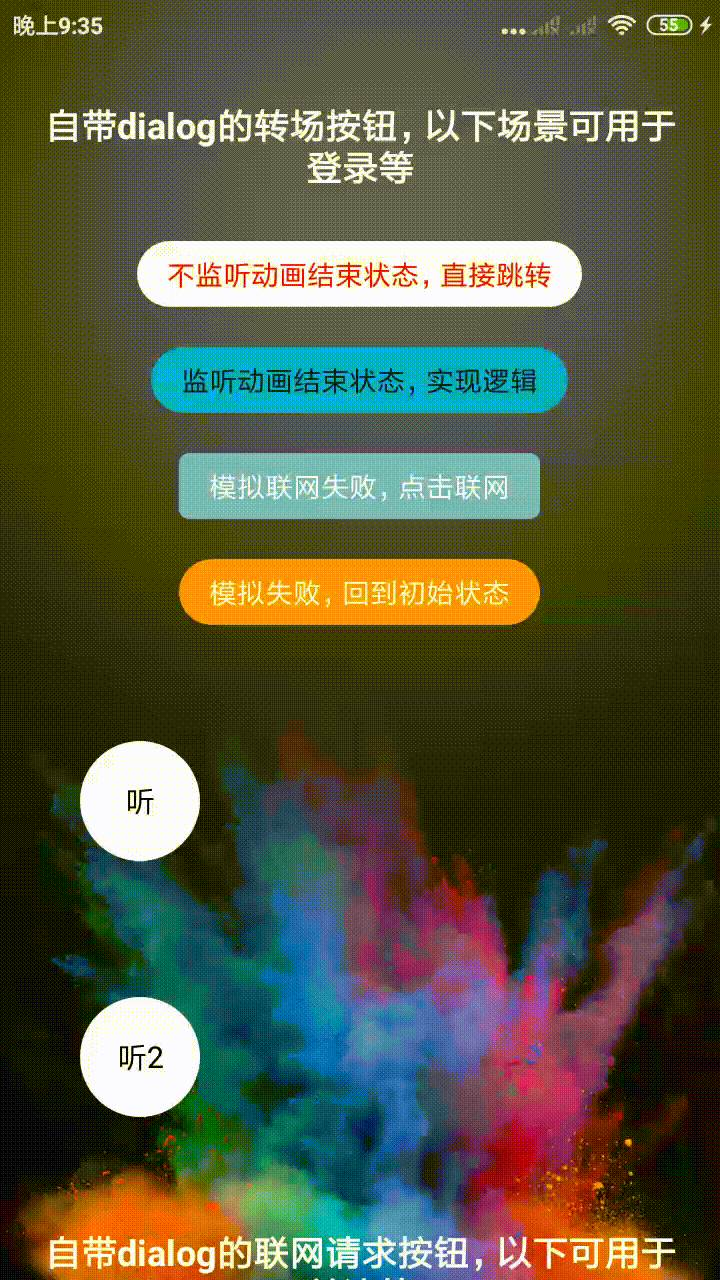 晚上9:35
55
自带dialog的转场按钮，以下场景可用于
登录等
不监听动画结束状态，直接跳转
监听动画结束状态，实现逻辑
模拟联网失败，点击联网
模拟失败，回到初始状态
听
听2
自带dialog的联网请求按钮，以下可用于